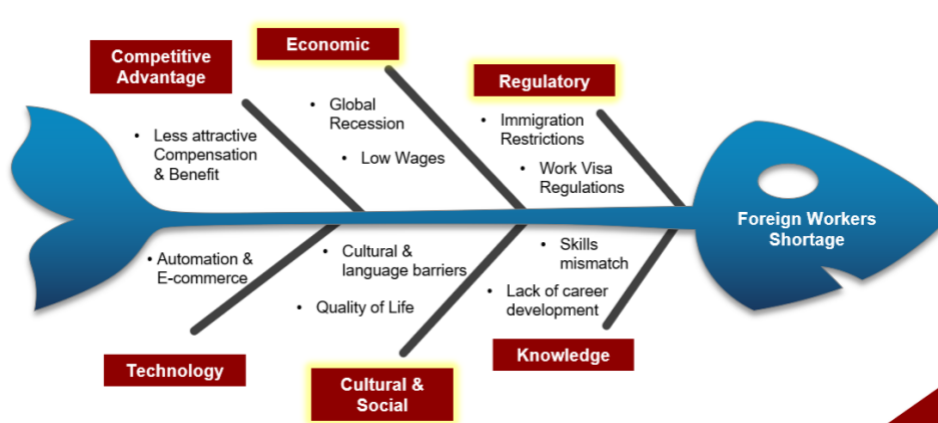 Competitive
Advantage
• Less attractive
Compensation
& Benefit
Economic
• Global
Recession
• Low Wages
Regulatory
• Immigration
Restrictions
• Work Visa
Regulations
Foreign Workers
Shortage
• Automation &
E-commerce
Technology
• Cultural &
language barriers
• Quality of Life
Cultural &
Social
• Skills
mismatch
• Lack of career
development
Knowledge